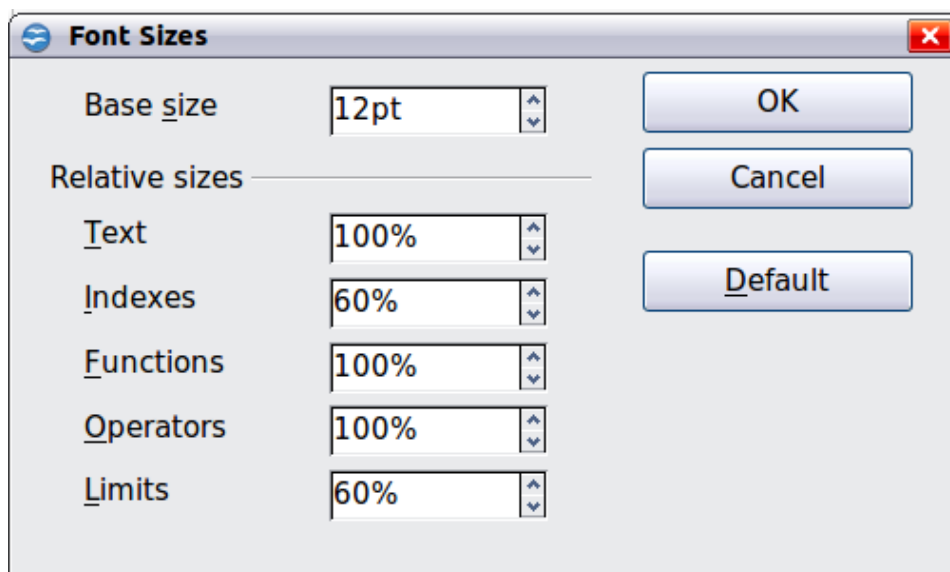 Font Sizes
Base size 12pt OK
Relative sizes Cancel
Text 100%
Default
Indexes 60%
Functions 100%
Operators 100%
Limits 60%